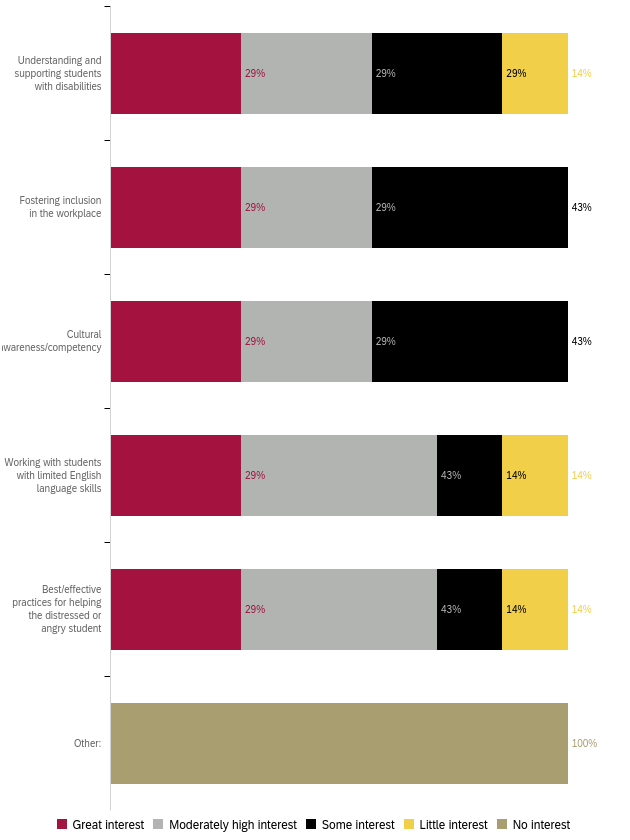 Understanding and
supporting students
with disabilities
29%
29%
29%
14%
Fostering inclusion
in the workplace
29%
29%
43%
Cultural
wareness/competency
29%
29%
43%
Working with students
with limited English
language skills
29%
43%
14%
14%
Best/effective
practices for helping
the distressed or
angry student
29%
43%
14%
14%
Other:
100%
Great interest Moderately high interest Some interest Little interest No interest